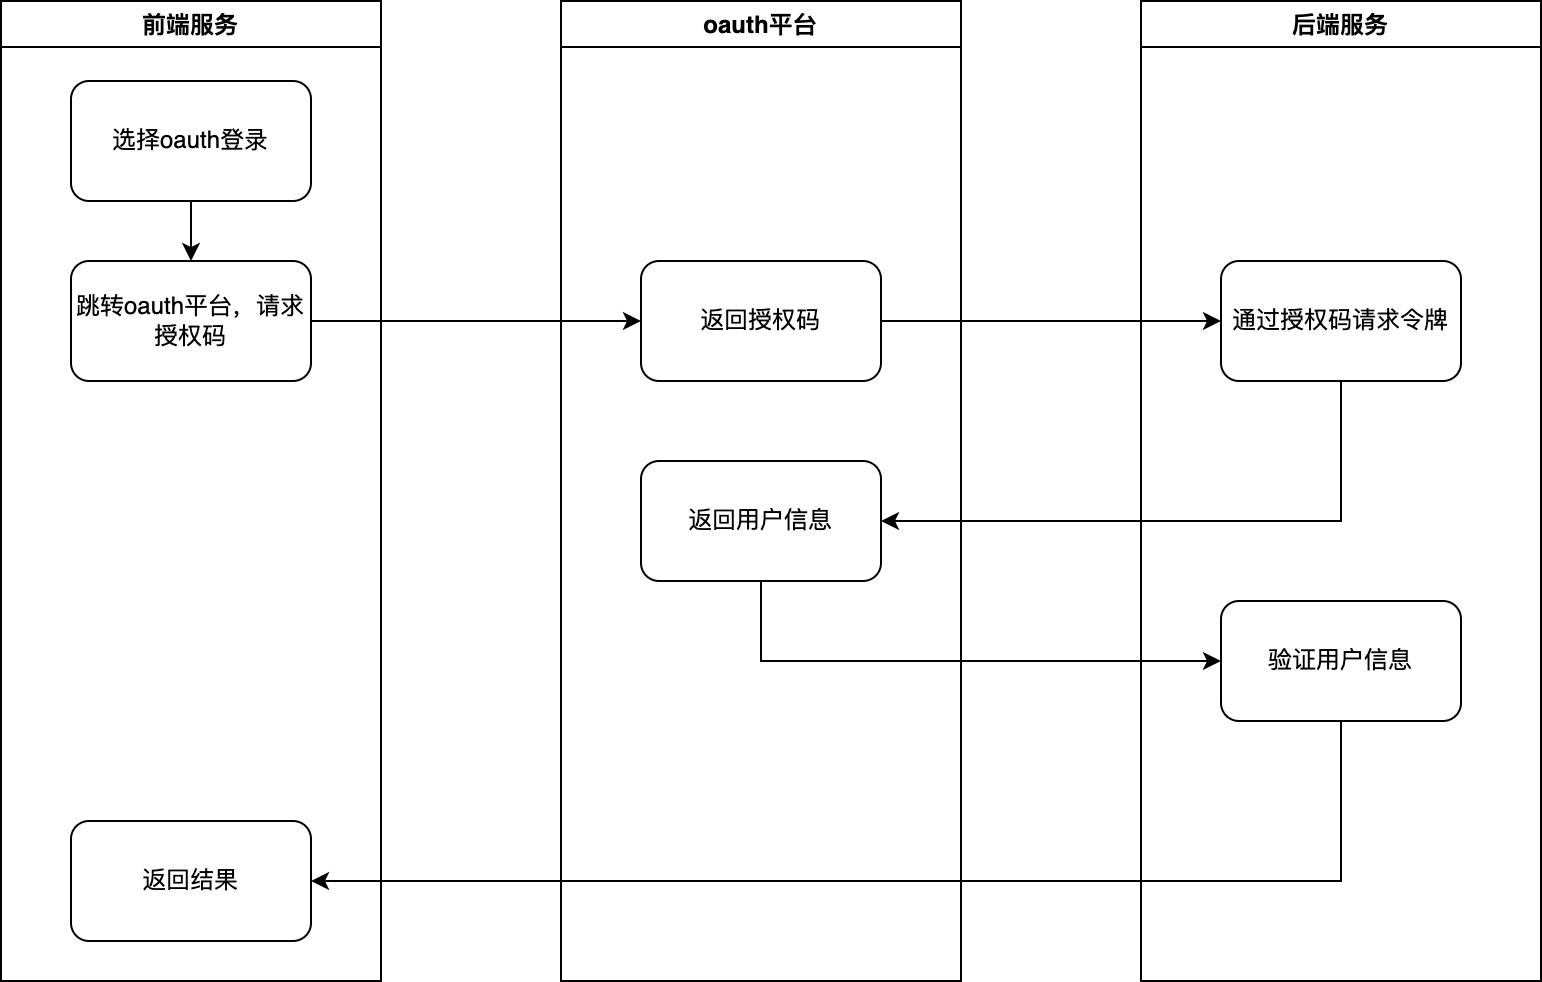 前端服务
oauth平台
后端服务
选择oauth登录
跳转oauth平台，请求
授权码
返回授权码
通过授权码请求令牌
返回用户信息
验证用户信息
返回结果